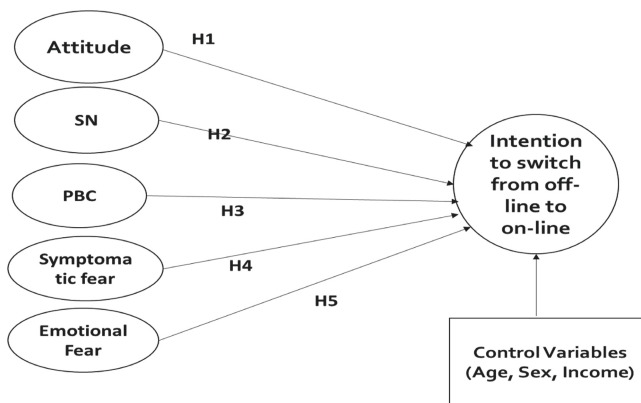 Attitude
H1
SN
H2
PBC
H3
Symptoma
tic fear
H4
Emotional
Fear
H5
Intention
to switch
from off-
line to
on-line
Control Variables
(Age, Sex, Income)